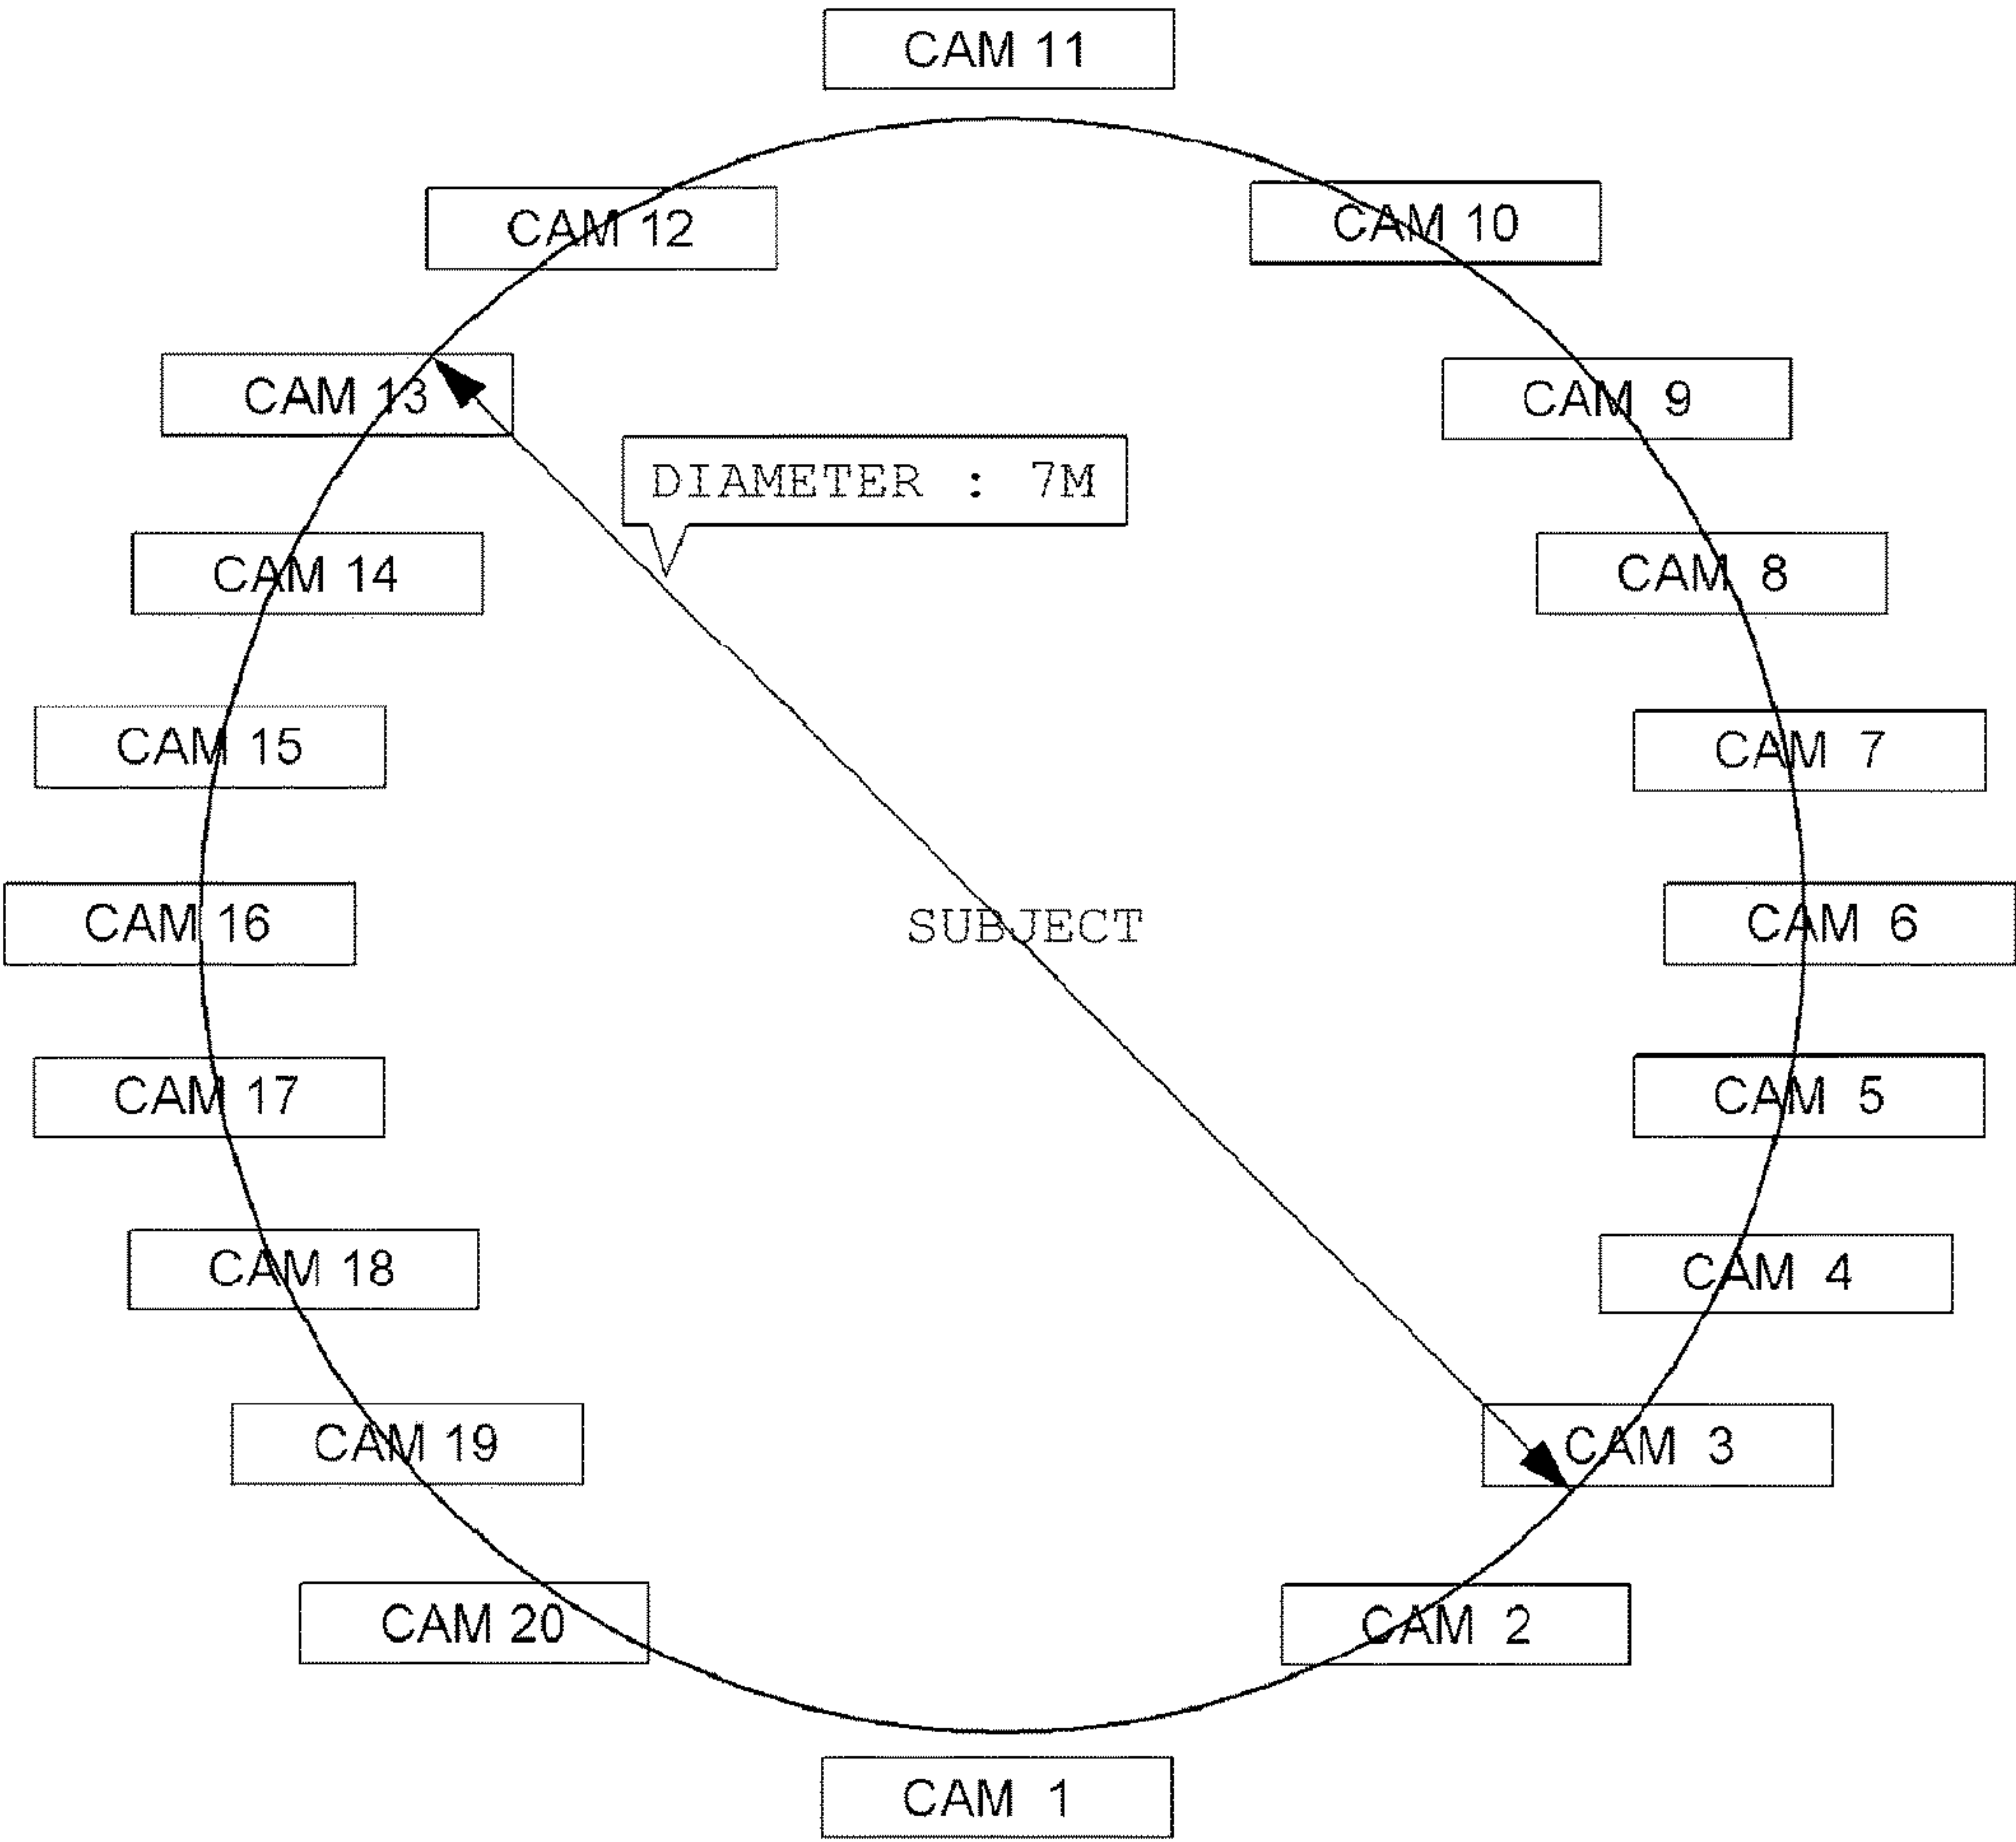 CAM 11
CAM 12
CAM 10
CAM 13
CAM 9
DIAMETER : 7M
CAM 14
CAM 8
CAM 15
CAM 7
CAM 16
SUBJECT
CAM 6
CAM 17
CAM 5
CAM 18
CAM 4
CAM 19
CAM 3
CAM 20
CAM 2
CAM 1